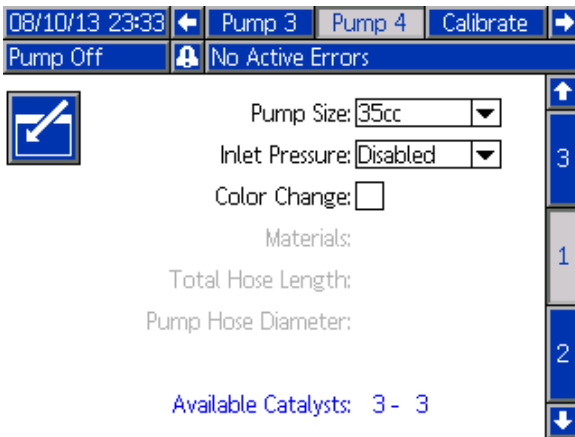 08/10/13 23:33 Pump 3 Pump 4 Calibrate
Pump Off No Active Errors
Pump Size: 35cc
Inlet Pressure: Disabled
3
Color Change:
Materials:
1
Total Hose Length:
Pump Hose Diameter:
2
Available Catalysts: 3 - 3